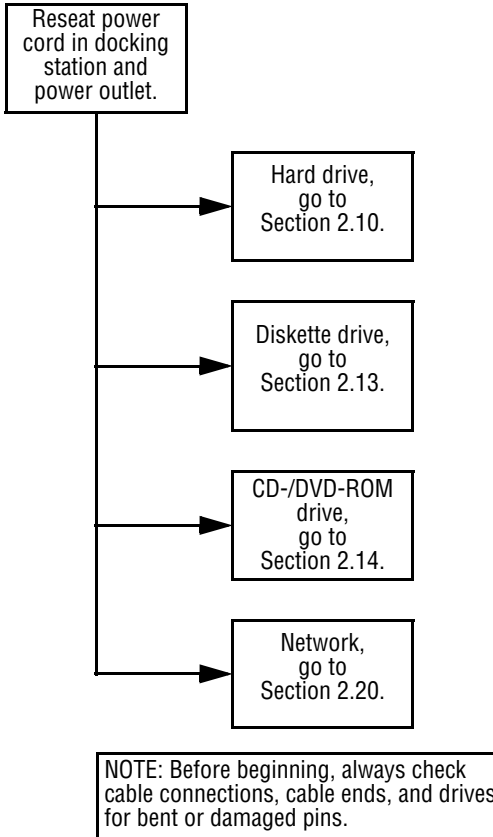 Reseat power
cord in docking
station and
power outlet.
Hard drive,
go to
Section 2.10.
Diskette drive,
go to
Section 2.13.
CD-/DVD-ROM
drive,
go to
Section 2.14.
Network,
go to
Section 2.20.
NOTE: Before beginning, always check
cable connections, cable ends, and drives
for bent or damaged pins.